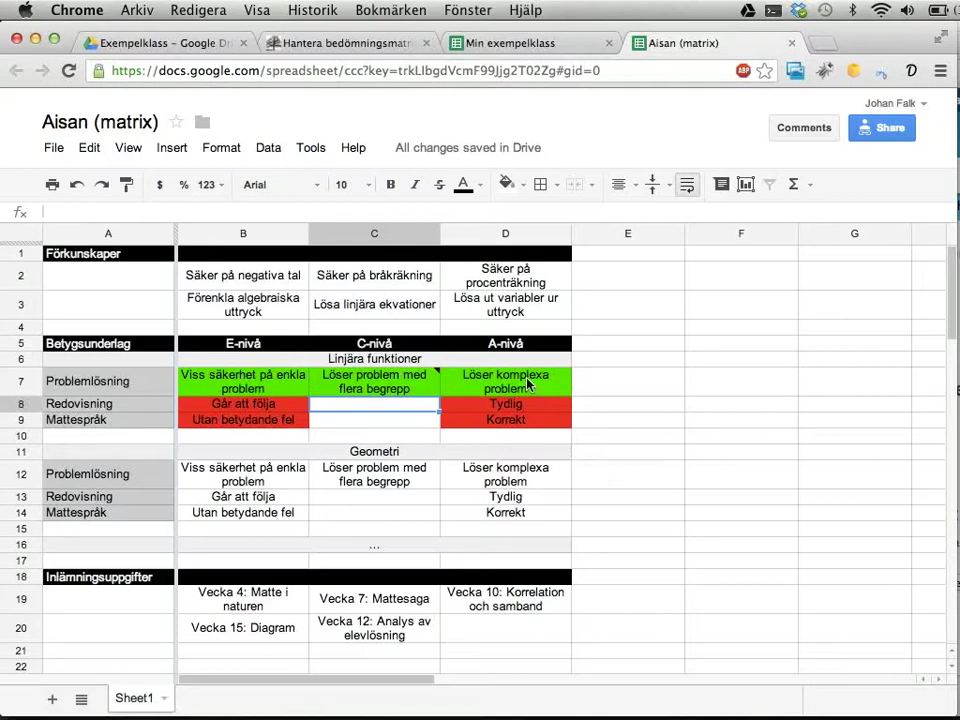 Chrome Arkiv Redigera Visa Historik Bokmärken Fönster Hjälp
Exempelklass – Google Dri
Hantera bedömningsmatri
Min exempelklass
Aisan (matrix)
https://docs.google.com/spreadsheet/ccc?key=trkLIbgdVcmF99Jjg2T02Zg#gid=0
ABP
Johan Falk
Aisan (matrix)
Comments
Share
File Edit View Insert Format Data Tools Help All changes saved in Drive
$ % 123 Arial 10 B I S A Σ
fx
A B C D E F G
1 Förkunskaper
2 Säker på negativa tal Säker på bråkräkning Säker på procenträkning
3 Förenkla algebraiska uttryck Lösa linjära ekvationer Lösa ut variabler ur uttryck
4
5 Betygsunderlag E-nivå C-nivå A-nivå
6 Linjära funktioner
7 Problemlösning Viss säkerhet på enkla problem Löser problem med flera begrepp Löser komplexa problem
8 Redovisning Går att följa Tydlig
9 Mattespråk Utan betydande fel Korrekt
10
11 Geometri
12 Problemlösning Viss säkerhet på enkla problem Löser problem med flera begrepp Löser komplexa problem
13 Redovisning Går att följa Tydlig
14 Mattespråk Utan betydande fel Korrekt
15
16 ...
17
18 Inlämningsuppgifter
19 Vecka 4: Matte i naturen Vecka 7: Mattesaga Vecka 10: Korrelation och samband
20 Vecka 15: Diagram Vecka 12: Analys av elevlösning
21
22
Sheet1